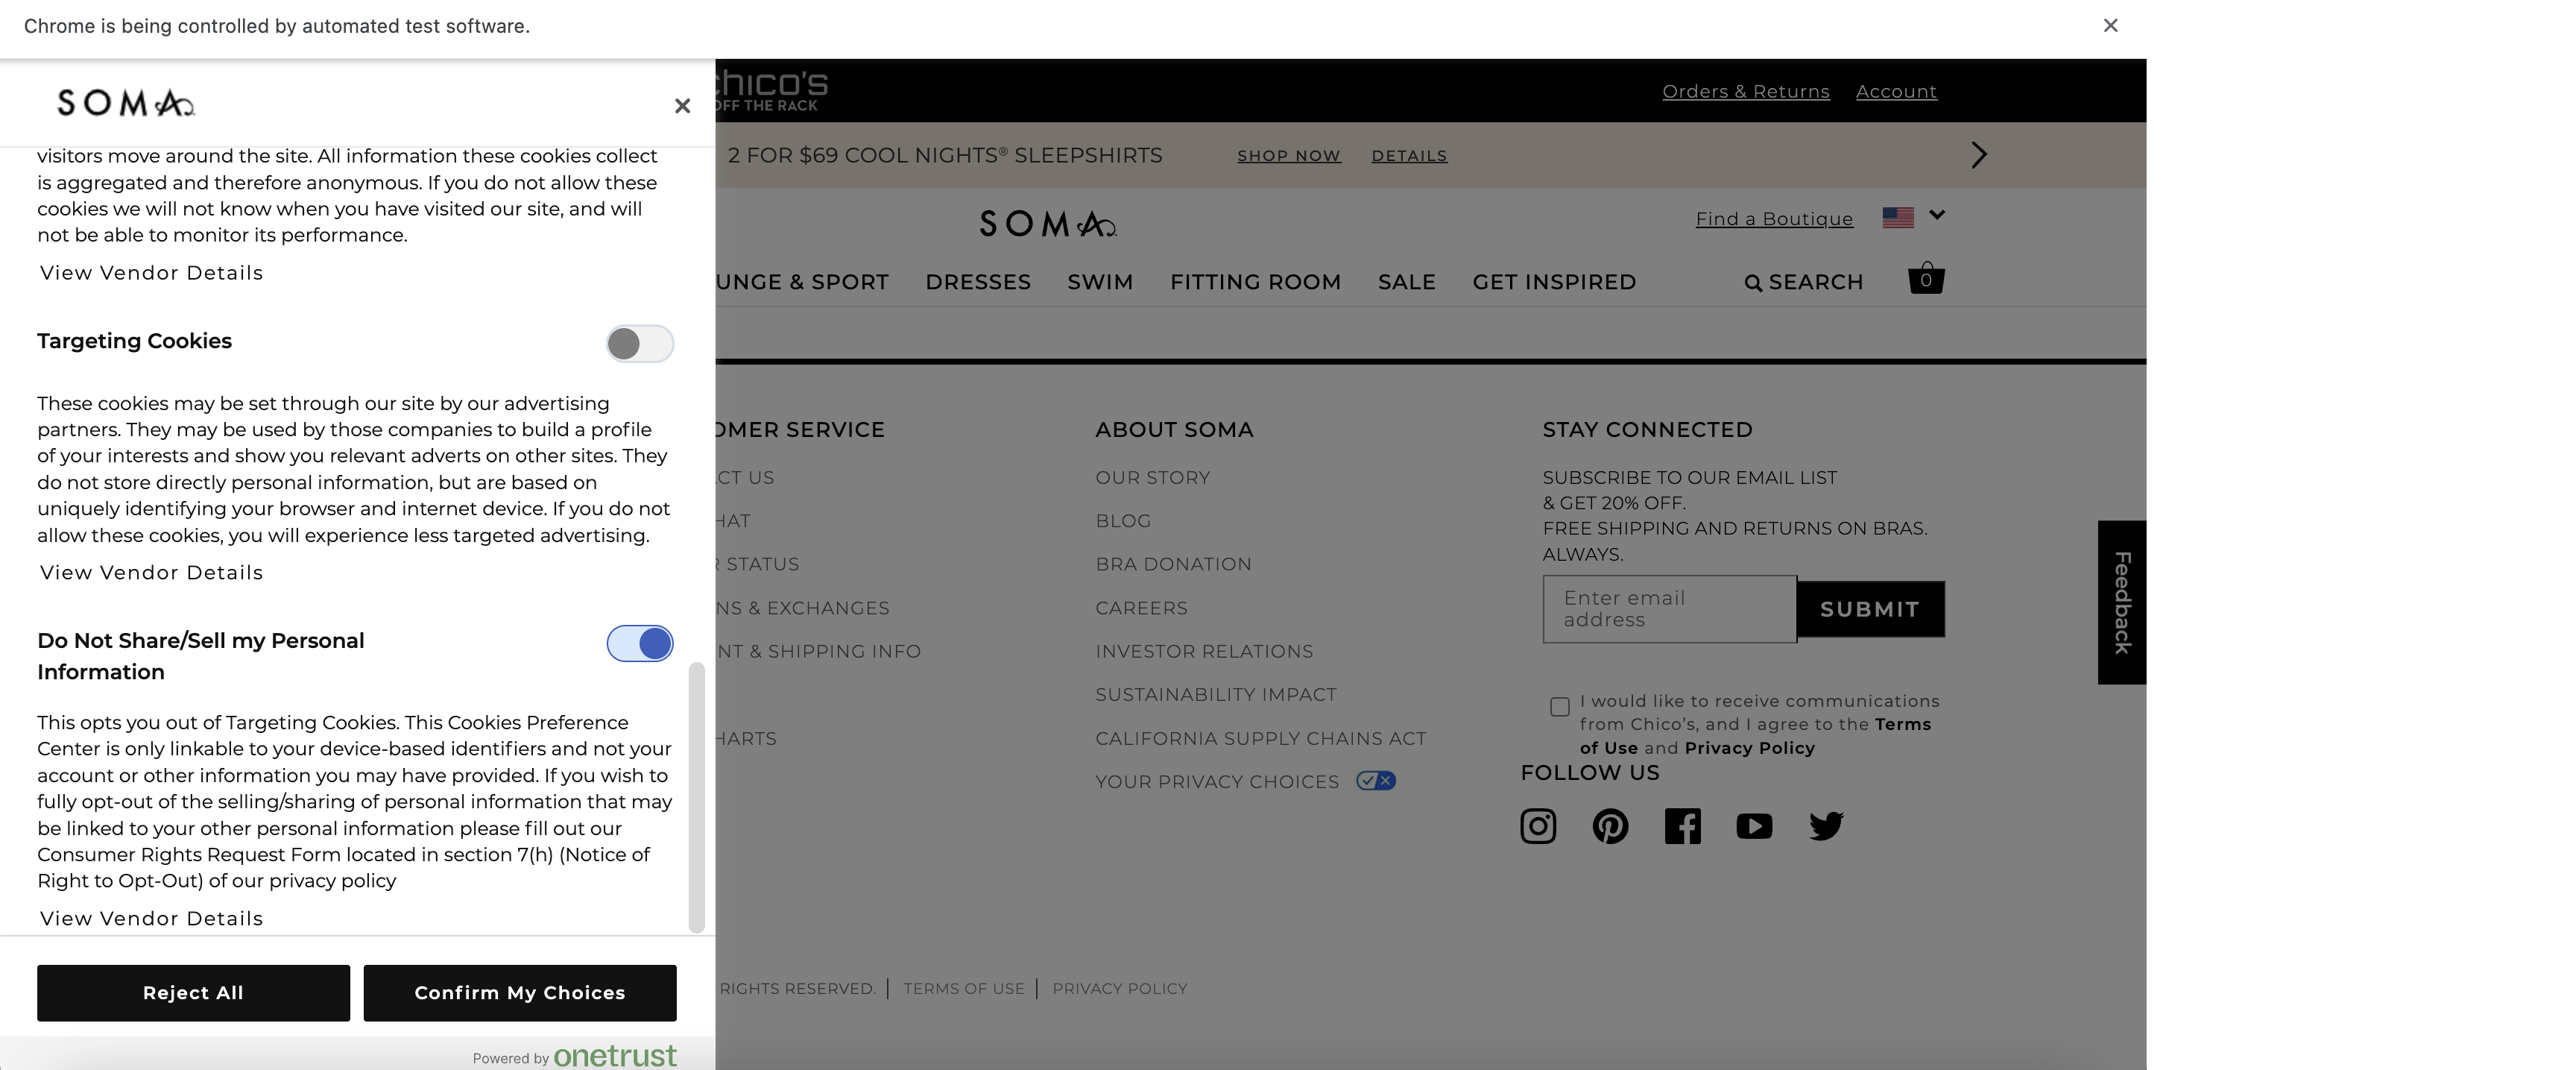 Chrome is being controlled by automated test software.
SOMA
visitors move around the site. All information these cookies collect
is aggregated and therefore anonymous. If you do not allow these
cookies we will not know when you have visited our site, and will
not be able to monitor its performance.
View Vendor Details
Targeting Cookies
These cookies may be set through our site by our advertising
partners. They may be used by those companies to build a profile
of your interests and show you relevant adverts on other sites. They
do not store directly personal information, but are based on
uniquely identifying your browser and internet device. If you do not
allow these cookies, you will experience less targeted advertising.
View Vendor Details
Do Not Share/Sell my Personal
Information
This opts you out of Targeting Cookies. This Cookies Preference
Center is only linkable to your device-based identifiers and not your
account or other information you may have provided. If you wish to
fully opt-out of the selling/sharing of personal information that may
be linked to your other personal information please fill out our
Consumer Rights Request Form located in section 7(h) (Notice of
Right to Opt-Out) of our privacy policy
View Vendor Details
Reject All
Confirm My Choices
Powered by onetrust
chico's
OFF THE RACK
Orders & Returns
Account
2 FOR $69 COOL NIGHTS® SLEEPSHIRTS
SHOP NOW
DETAILS
SOMA
Find a Boutique
UNGE & SPORT
DRESSES
SWIM
FITTING ROOM
SALE
GET INSPIRED
SEARCH
0
OMER SERVICE
CT US
HAT
R STATUS
NS & EXCHANGES
NT & SHIPPING INFO
HARTS
ABOUT SOMA
OUR STORY
BLOG
BRA DONATION
CAREERS
INVESTOR RELATIONS
SUSTAINABILITY IMPACT
CALIFORNIA SUPPLY CHAINS ACT
YOUR PRIVACY CHOICES
STAY CONNECTED
SUBSCRIBE TO OUR EMAIL LIST
& GET 20% OFF.
FREE SHIPPING AND RETURNS ON BRAS.
ALWAYS.
Enter email
address
SUBMIT
I would like to receive communications
from Chico's, and I agree to the Terms
of Use and Privacy Policy
FOLLOW US
Feedback
RIGHTS RESERVED.
TERMS OF USE
PRIVACY POLICY